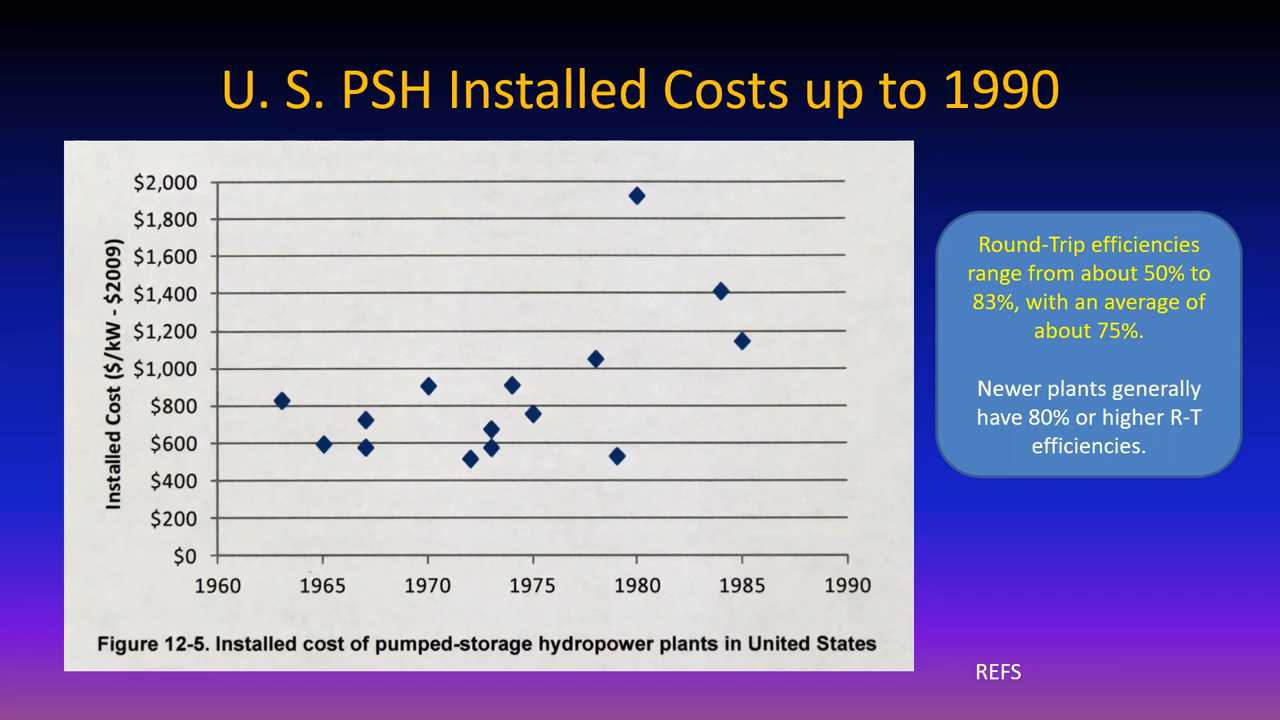 U. S. PSH Installed Costs up to 1990
Installed Cost ($/kW - $2009)
$2,000
$1,800
$1,600
$1,400
$1,200
$1,000
$800
$600
$400
$200
$0
1960 1965 1970 1975 1980 1985 1990
Figure 12-5. Installed cost of pumped-storage hydropower plants in United States
Round-Trip efficiencies
range from about 50% to
83%, with an average of
about 75%.
Newer plants generally
have 80% or higher R-T
efficiencies.
REFS